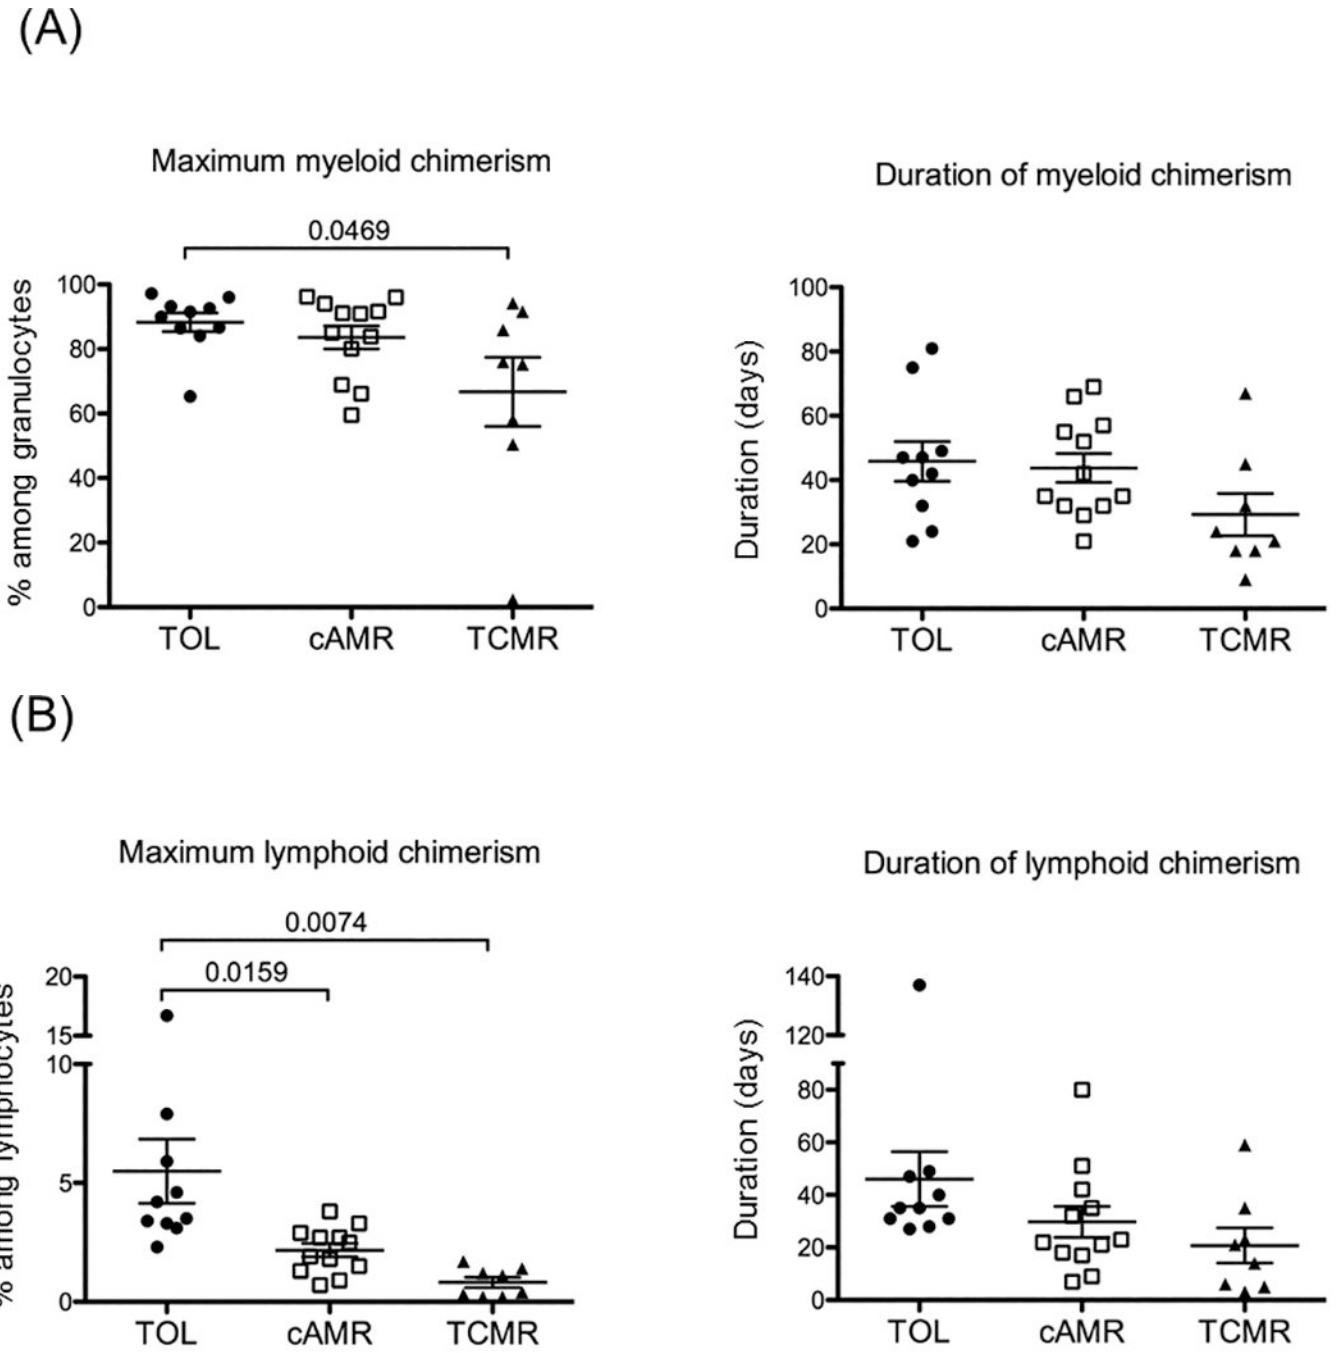 (A)
Maximum myeloid chimerism
0.0469
% among granulocytes
100
80
60
40
20
0
TOL cAMR TCMR
Duration of myeloid chimerism
Duration (days)
100
80
60
40
20
0
TOL cAMR TCMR
(B)
Maximum lymphoid chimerism
0.0074
0.0159
% among lymphocytes
20
15
10
5
0
TOL cAMR TCMR
Duration of lymphoid chimerism
Duration (days)
140
120
80
60
40
20
0
TOL cAMR TCMR